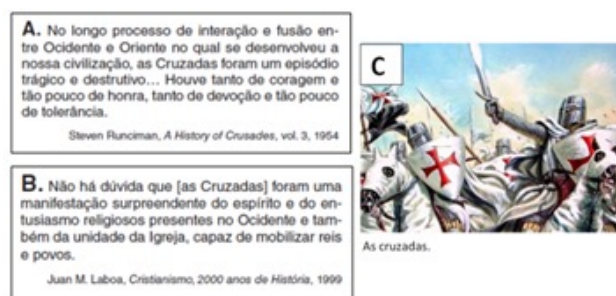 A. No longo processo de interação e fusão en-
tre Ocidente e Oriente no qual se desenvolveu a
nossa civilização, as Cruzadas foram um episódio
trágico e destrutivo... Houve tanto de coragem e
tão pouco de honra, tanto de devoção e tão pouco
de tolerância.
Steven Runciman, A History of Crusades, vol. 3, 1954
B. Não há dúvida que [as Cruzadas] foram uma
manifestação surpreendente do espírito e do en-
tusiasmo religiosos presentes no Ocidente e tam-
bém da unidade da Igreja, capaz de mobilizar reis
e povos.
Juan M. Laboa, Cristianismo, 2000 anos de História, 1999
C
As cruzadas.